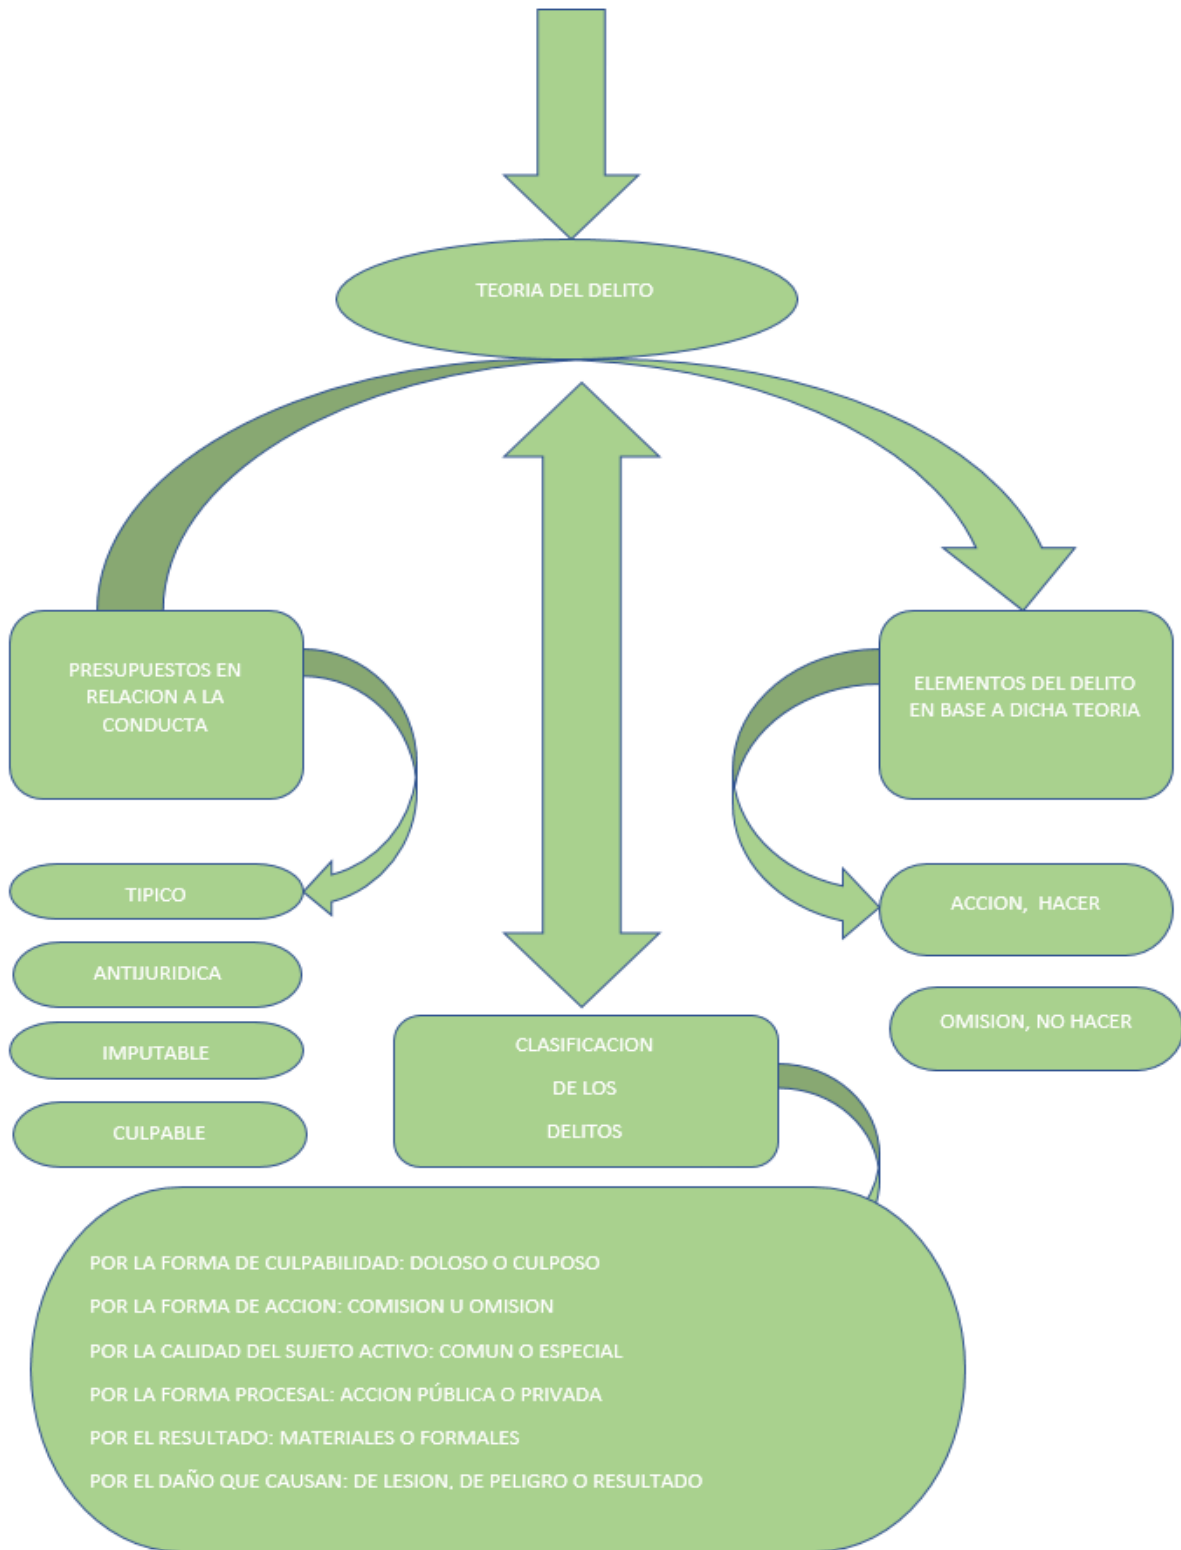 TEORIA DEL DELITO
PRESUPUESTOS EN
RELACION A LA
CONDUCTA
ELEMENTOS DEL DELITO
EN BASE A DICHA TEORIA
TIPICO
ANTIJURIDICA
IMPUTABLE
CULPABLE
ACCION, HACER
OMISION, NO HACER
CLASIFICACION
DE LOS
DELITOS
POR LA FORMA DE CULPABILIDAD: DOLOSO O CULPOSO
POR LA FORMA DE ACCION: COMISION U OMISION
POR LA CALIDAD DEL SUJETO ACTIVO: COMUN O ESPECIAL
POR LA FORMA PROCESAL: ACCION PÚBLICA O PRIVADA
POR EL RESULTADO: MATERIALES O FORMALES
POR EL DAÑO QUE CAUSAN: DE LESION, DE PELIGRO O RESULTADO